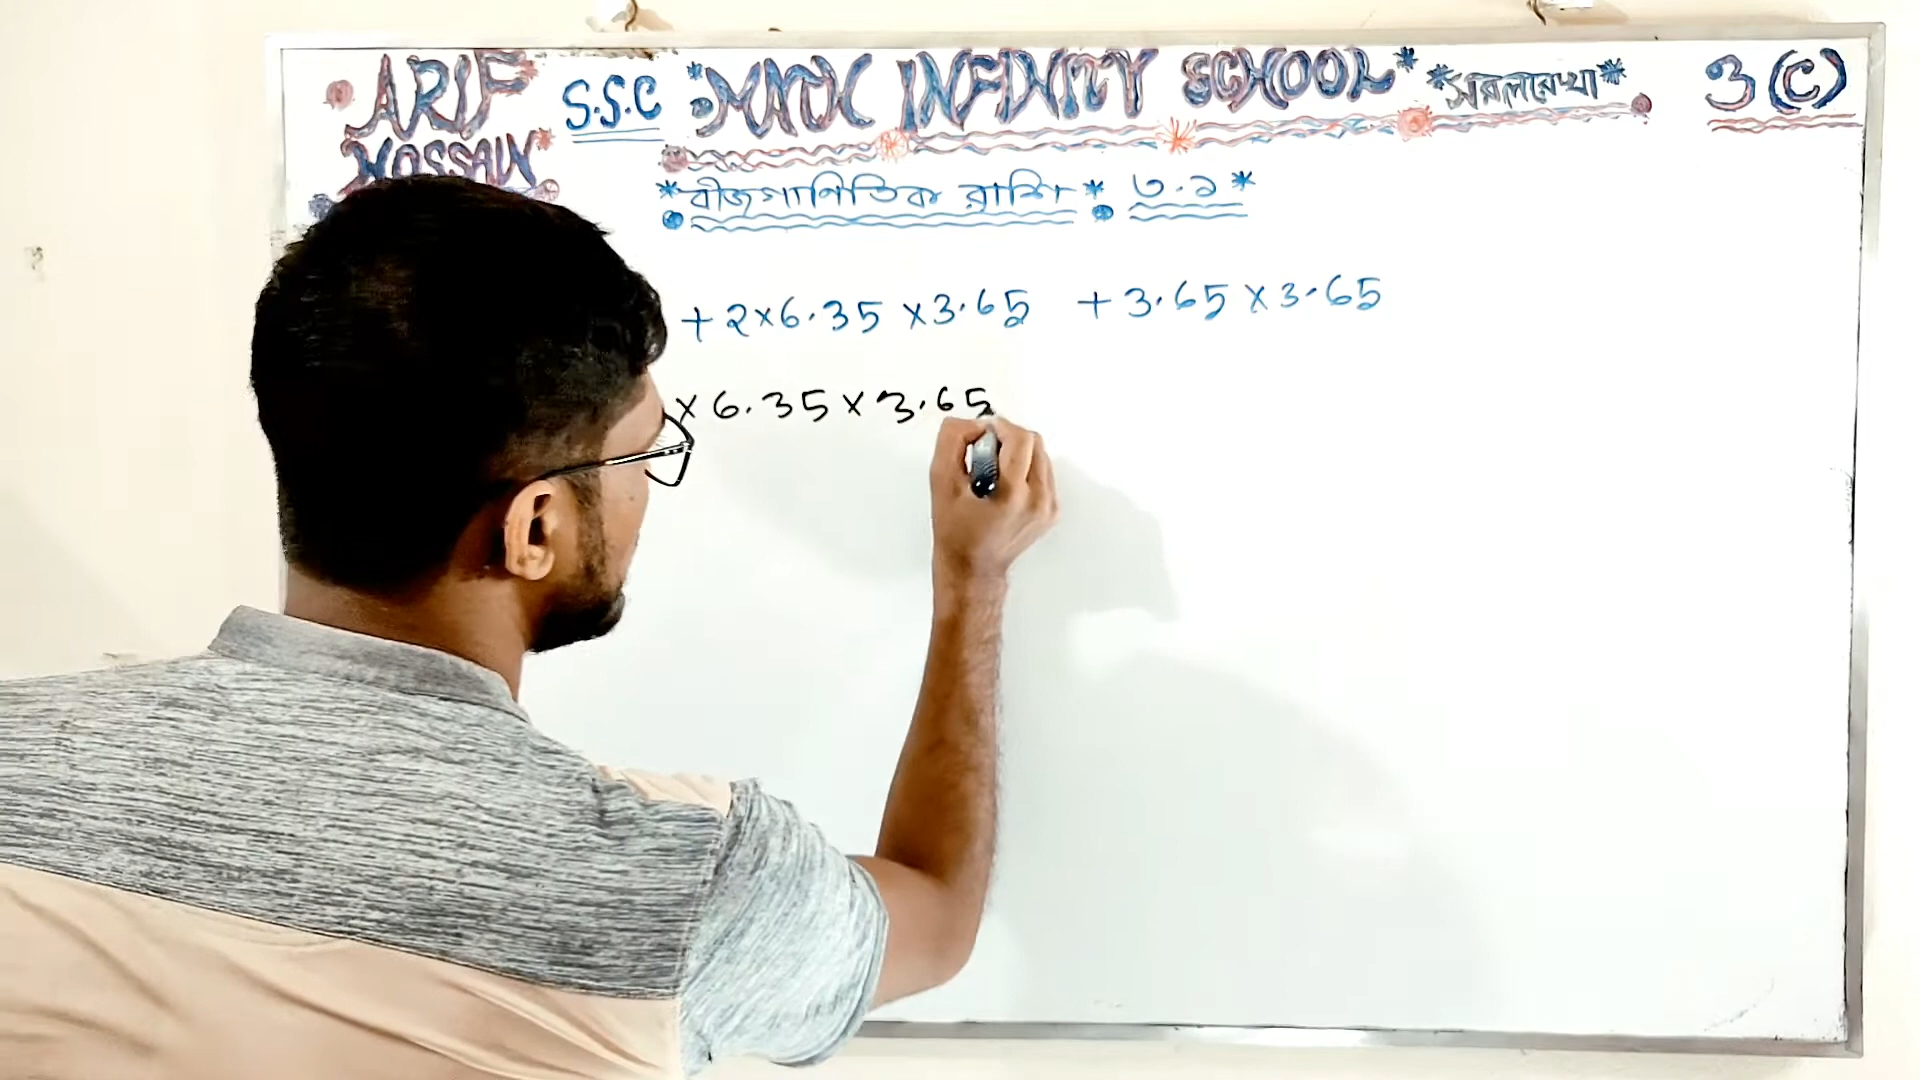 ARIF S.S.C *MATH INFINITY SCHOOL* *সরলরেখা* 3(C)
HOSSAIN
*বীজগাণিতিক রাশি* ৩.১*
+2×6.35×3.65 +3.65×3.65
×6.35×3.65